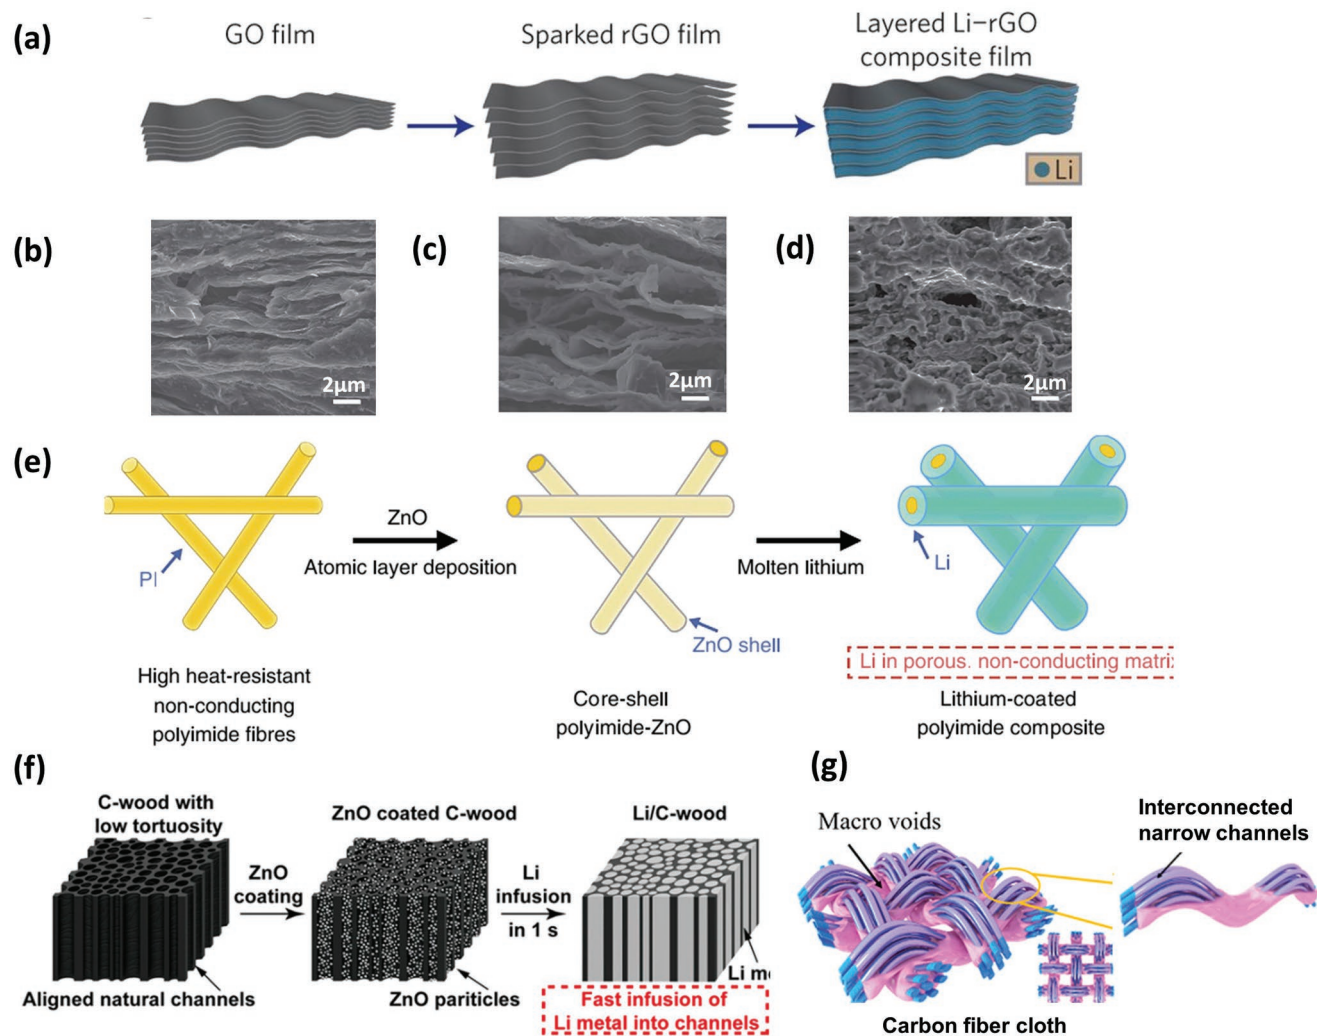 (a)
GO film
Sparked rGO film
Layered Li–rGO
composite film
Li
(b)
2μm
(c)
2μm
(d)
2μm
(e)
PI
ZnO
Atomic layer deposition
ZnO shell
Molten lithium
Li
Li in porous. non-conducting matri
High heat-resistant
non-conducting
polyimide fibres
Core-shell
polyimide-ZnO
Lithium-coated
polyimide composite
(f)
C-wood with
low tortuosity
ZnO coated C-wood
Li/C-wood
ZnO
coating
Li
infusion
in 1 s
Aligned natural channels
ZnO pariticles
Li me
Fast infusion of
Li metal into channels
(g)
Macro voids
Interconnected
narrow channels
Carbon fiber cloth